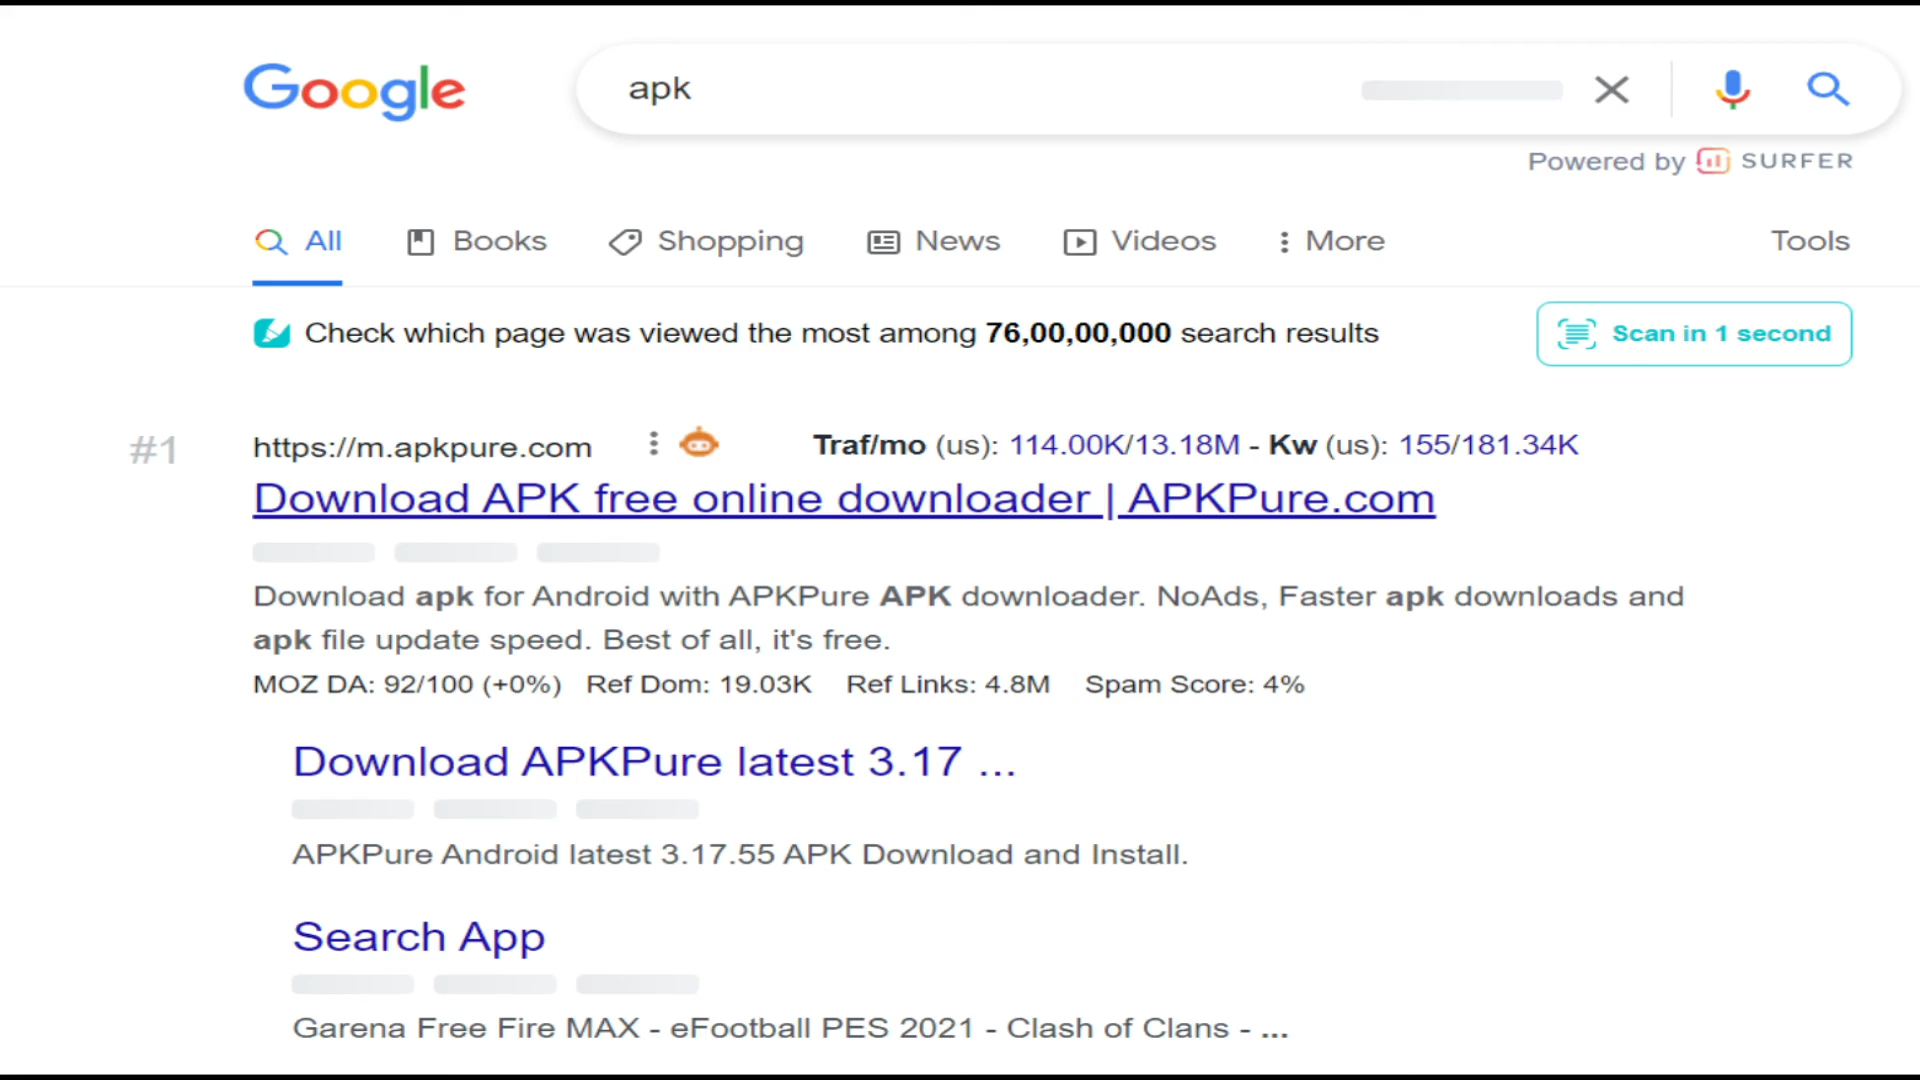 Google
apk
Powered by SURFER
All Books Shopping News Videos More Tools
Check which page was viewed the most among 76,00,00,000 search results
Scan in 1 second
#1
https://m.apkpure.com
Traf/mo (us): 114.00K/13.18M - Kw (us): 155/181.34K
Download APK free online downloader | APKPure.com
Download apk for Android with APKPure APK downloader. NoAds, Faster apk downloads and
apk file update speed. Best of all, it's free.
MOZ DA: 92/100 (+0%) Ref Dom: 19.03K Ref Links: 4.8M Spam Score: 4%
Download APKPure latest 3.17 ...
APKPure Android latest 3.17.55 APK Download and Install.
Search App
Garena Free Fire MAX - eFootball PES 2021 - Clash of Clans - ...